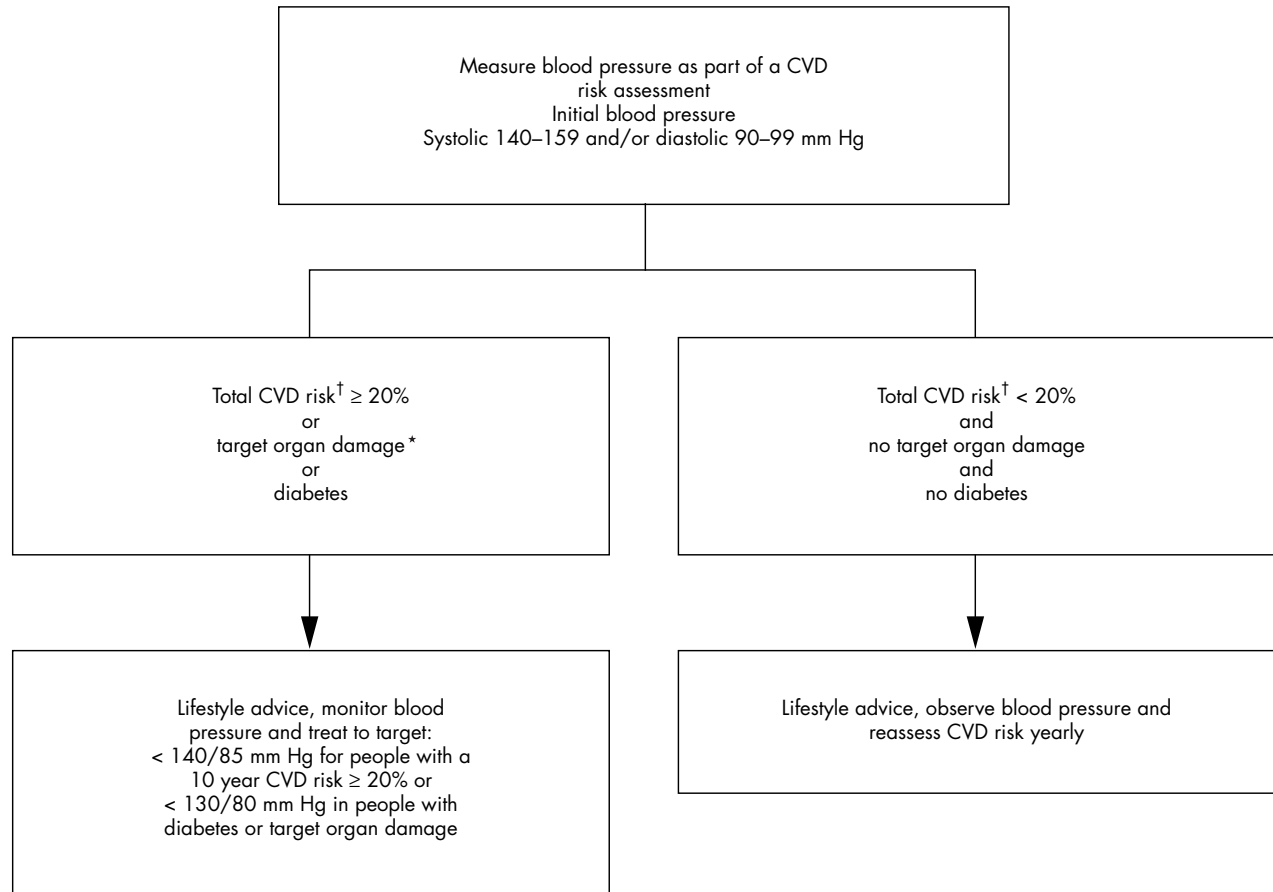 Measure blood pressure as part of a CVD
risk assessment
Initial blood pressure
Systolic 140–159 and/or diastolic 90–99 mm Hg
Total CVD risk† ≥ 20%
or
target organ damage*
or
diabetes
Total CVD risk† < 20%
and
no target organ damage
and
no diabetes
Lifestyle advice, monitor blood
pressure and treat to target:
< 140/85 mm Hg for people with a
10 year CVD risk ≥ 20% or
< 130/80 mm Hg in people with
diabetes or target organ damage
Lifestyle advice, observe blood pressure and
reassess CVD risk yearly